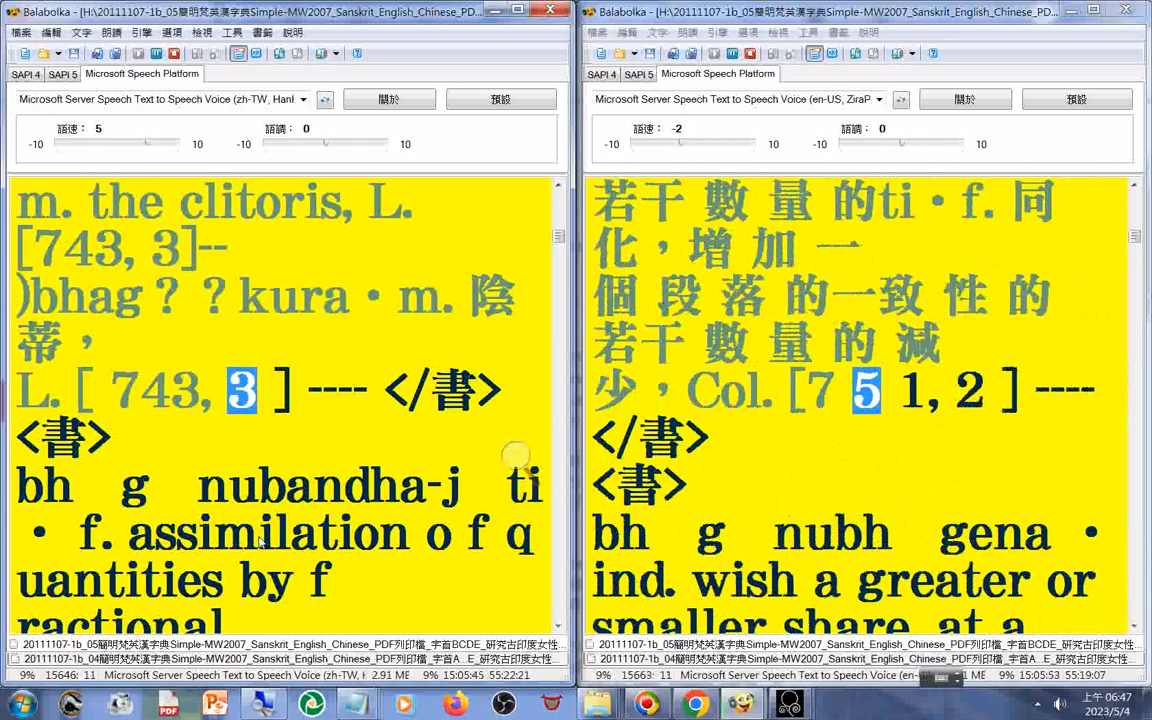 Balabolka - [H:\20111107-1b_05簡明梵英漢字典Simple-MW2007_Sanskrit_English_Chinese_PD...
檔案 編輯 文字 朗讀 引擎 選項 檢視 工具 書籤 說明
SAPI 4 SAPI 5 Microsoft Speech Platform
Microsoft Server Speech Text to Speech Voice (zh-TW, HanH
關於
預設
語速： 5
語調： 0
-10 10 -10 10
m. the clitoris, L.
[743, 3]--
)bhag？？kura • m. 陰
蒂，
L. [ 743, 3 ] ---- </書>
<書>
bh g nubandha-j ti
• f. assimilation o f q
uantities by f
ractional
20111107-1b_05簡明梵英漢字典Simple-MW2007_Sanskrit_English_Chinese_PDF列印檔_字首BCDE_研究古印度女性...
20111107-1b_04簡明梵英漢字典Simple-MW2007_Sanskrit_English_Chinese_PDF列印檔_字首A...E_研究古印度女性...
9% 15646: 11 Microsoft Server Speech Text to Speech Voice (zh-TW, 2.91 ME 9% 15:05:45 55:22:21
Balabolka - [H:\20111107-1b_05簡明梵英漢字典Simple-MW2007_Sanskrit_English_Chinese_PD...
檔案 編輯 文字 朗讀 引擎 選項 檢視 工具 書籤 說明
SAPI 4 SAPI 5 Microsoft Speech Platform
Microsoft Server Speech Text to Speech Voice (en-US, ZiraP
關於
預設
語速： -2
語調： 0
-10 10 -10 10
若干 數 量 的ti • f. 同
化，增 加 一
個 段 落 的一致 性 的
若干 數 量 的 減
少，Col. [7 5 1, 2 ] ----
</書>
<書>
bh g nubh gena •
ind. wish a greater or
smaller share, at a
20111107-1b_05簡明梵英漢字典Simple-MW2007_Sanskrit_English_Chinese_PDF列印檔_字首BCDE_研究古印度女性...
20111107-1b_04簡明梵英漢字典Simple-MW2007_Sanskrit_English_Chinese_PDF列印檔_字首A...E_研究古印度女性...
9% 15663: 11 Microsoft Server Speech Text to Speech Voice (en-US, 1 ME 9% 15:05:53 55:19:07
上午 06:47
2023/5/4